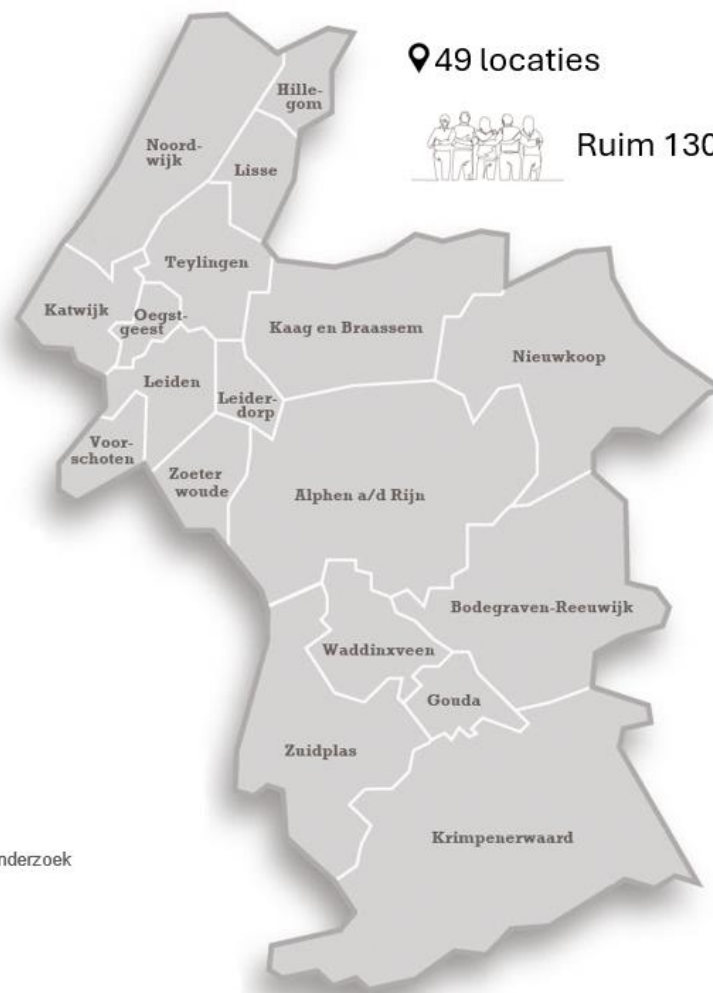 49 locaties
Ruim 130
Hille-
gom
Noord-
wijk
Lisse
Teylingen
Katwijk
Oegst-
geest
Kaag en Braassem
Nieuwkoop
Leiden
Leider-
dorp
Voor-
schoten
Zoeter
woude
Alphen a/d Rijn
Bodegraven-Reeuwijk
Waddinxveen
Gouda
Zuidplas
Krimpenerwaard
nderzoek